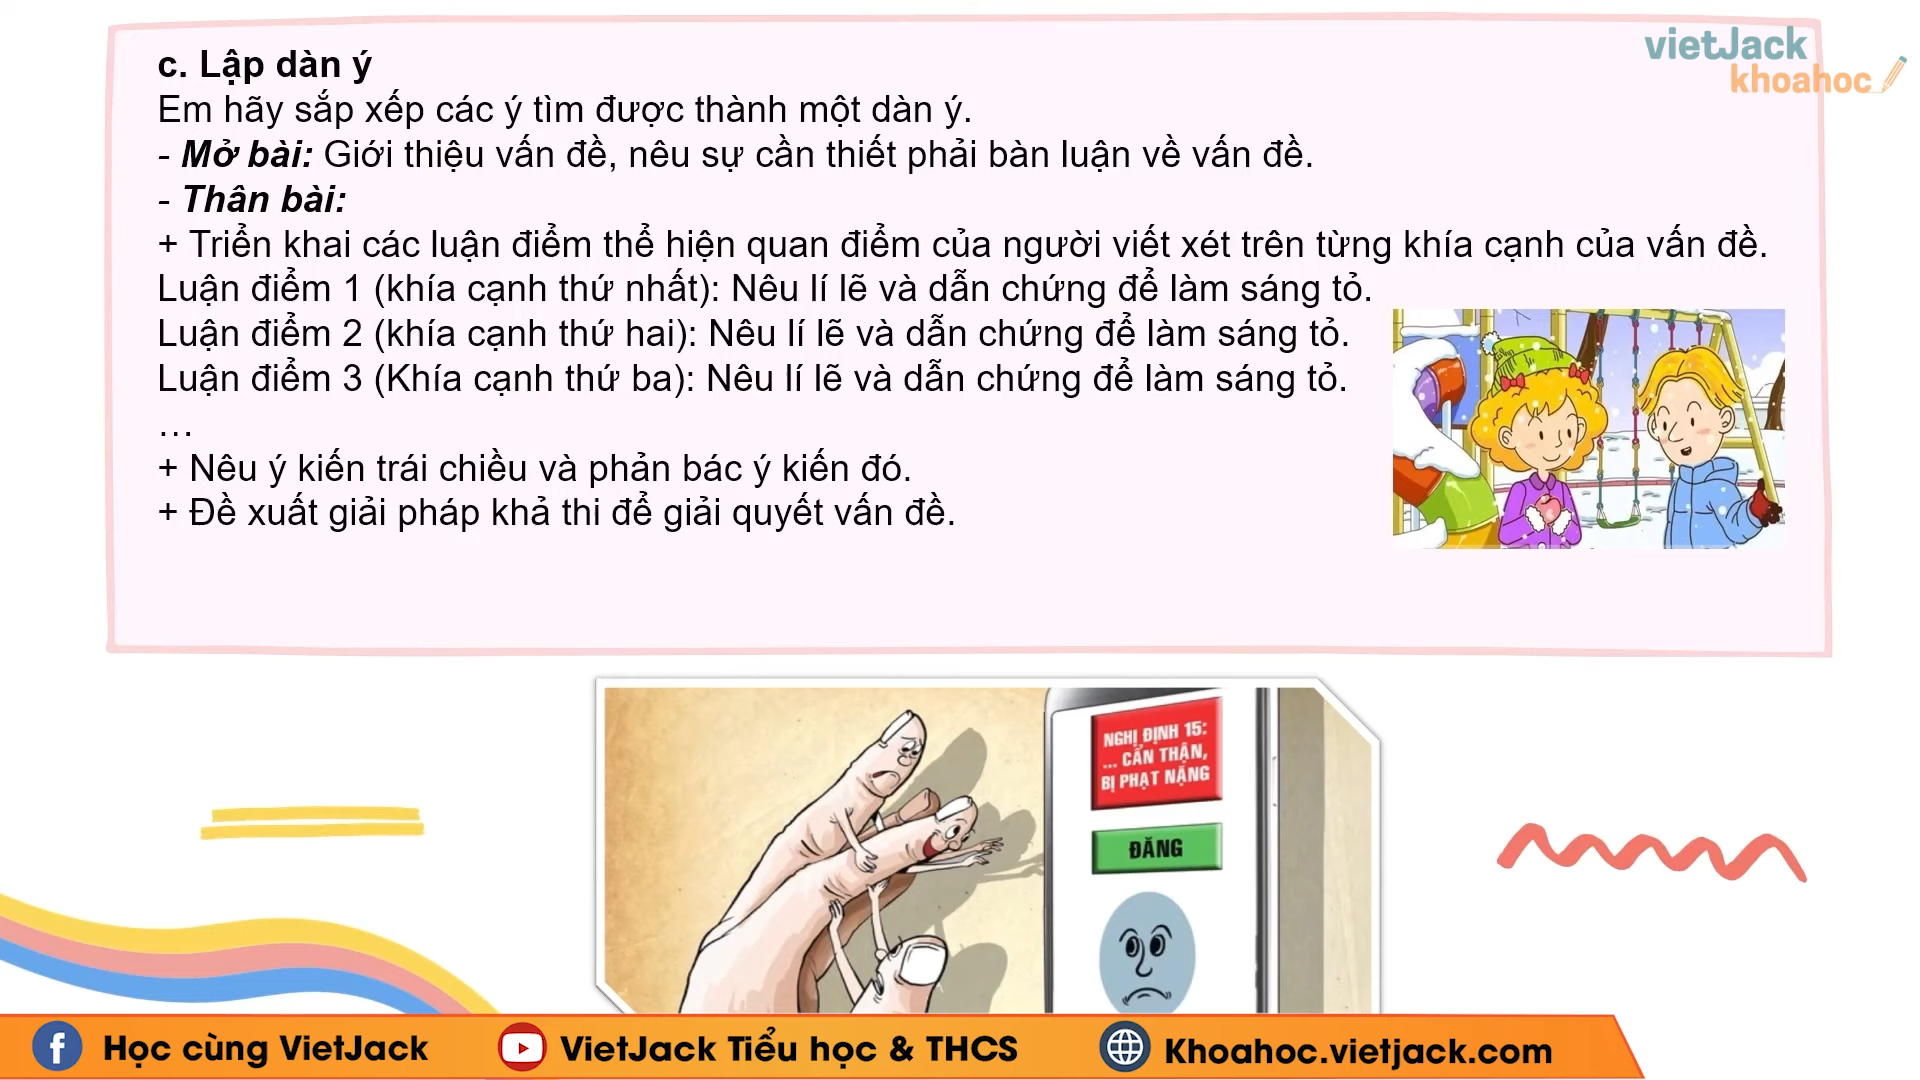 vietJack
khoahoc
c. Lập dàn ý
Em hãy sắp xếp các ý tìm được thành một dàn ý.
- Mở bài: Giới thiệu vấn đề, nêu sự cần thiết phải bàn luận về vấn đề.
- Thân bài:
+ Triển khai các luận điểm thể hiện quan điểm của người viết xét trên từng khía cạnh của vấn đề.
Luận điểm 1 (khía cạnh thứ nhất): Nêu lí lẽ và dẫn chứng để làm sáng tỏ.
Luận điểm 2 (khía cạnh thứ hai): Nêu lí lẽ và dẫn chứng để làm sáng tỏ.
Luận điểm 3 (Khía cạnh thứ ba): Nêu lí lẽ và dẫn chứng để làm sáng tỏ.
…
+ Nêu ý kiến trái chiều và phản bác ý kiến đó.
+ Đề xuất giải pháp khả thi để giải quyết vấn đề.
NGHỊ ĐỊNH 15:
... CẨN THẬN,
BỊ PHẠT NẶNG
ĐĂNG
Học cùng VietJack
VietJack Tiểu học & THCS
Khoahoc.vietjack.com